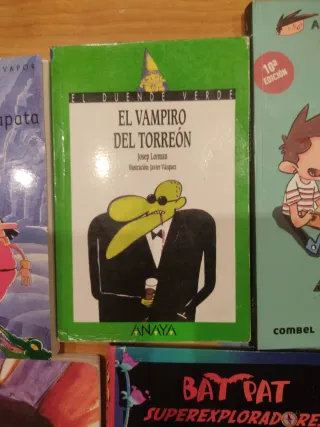 VAPOR
apata
EL DUENDE VERDE
EL VAMPIRO
DEL TORREÓN
Josep Lorman
Ilustración: Javier Vázquez
ANAYA
A
10ª
EDICIÓN
COMBEL
BAT PAT
SUPEREXPLORADORE